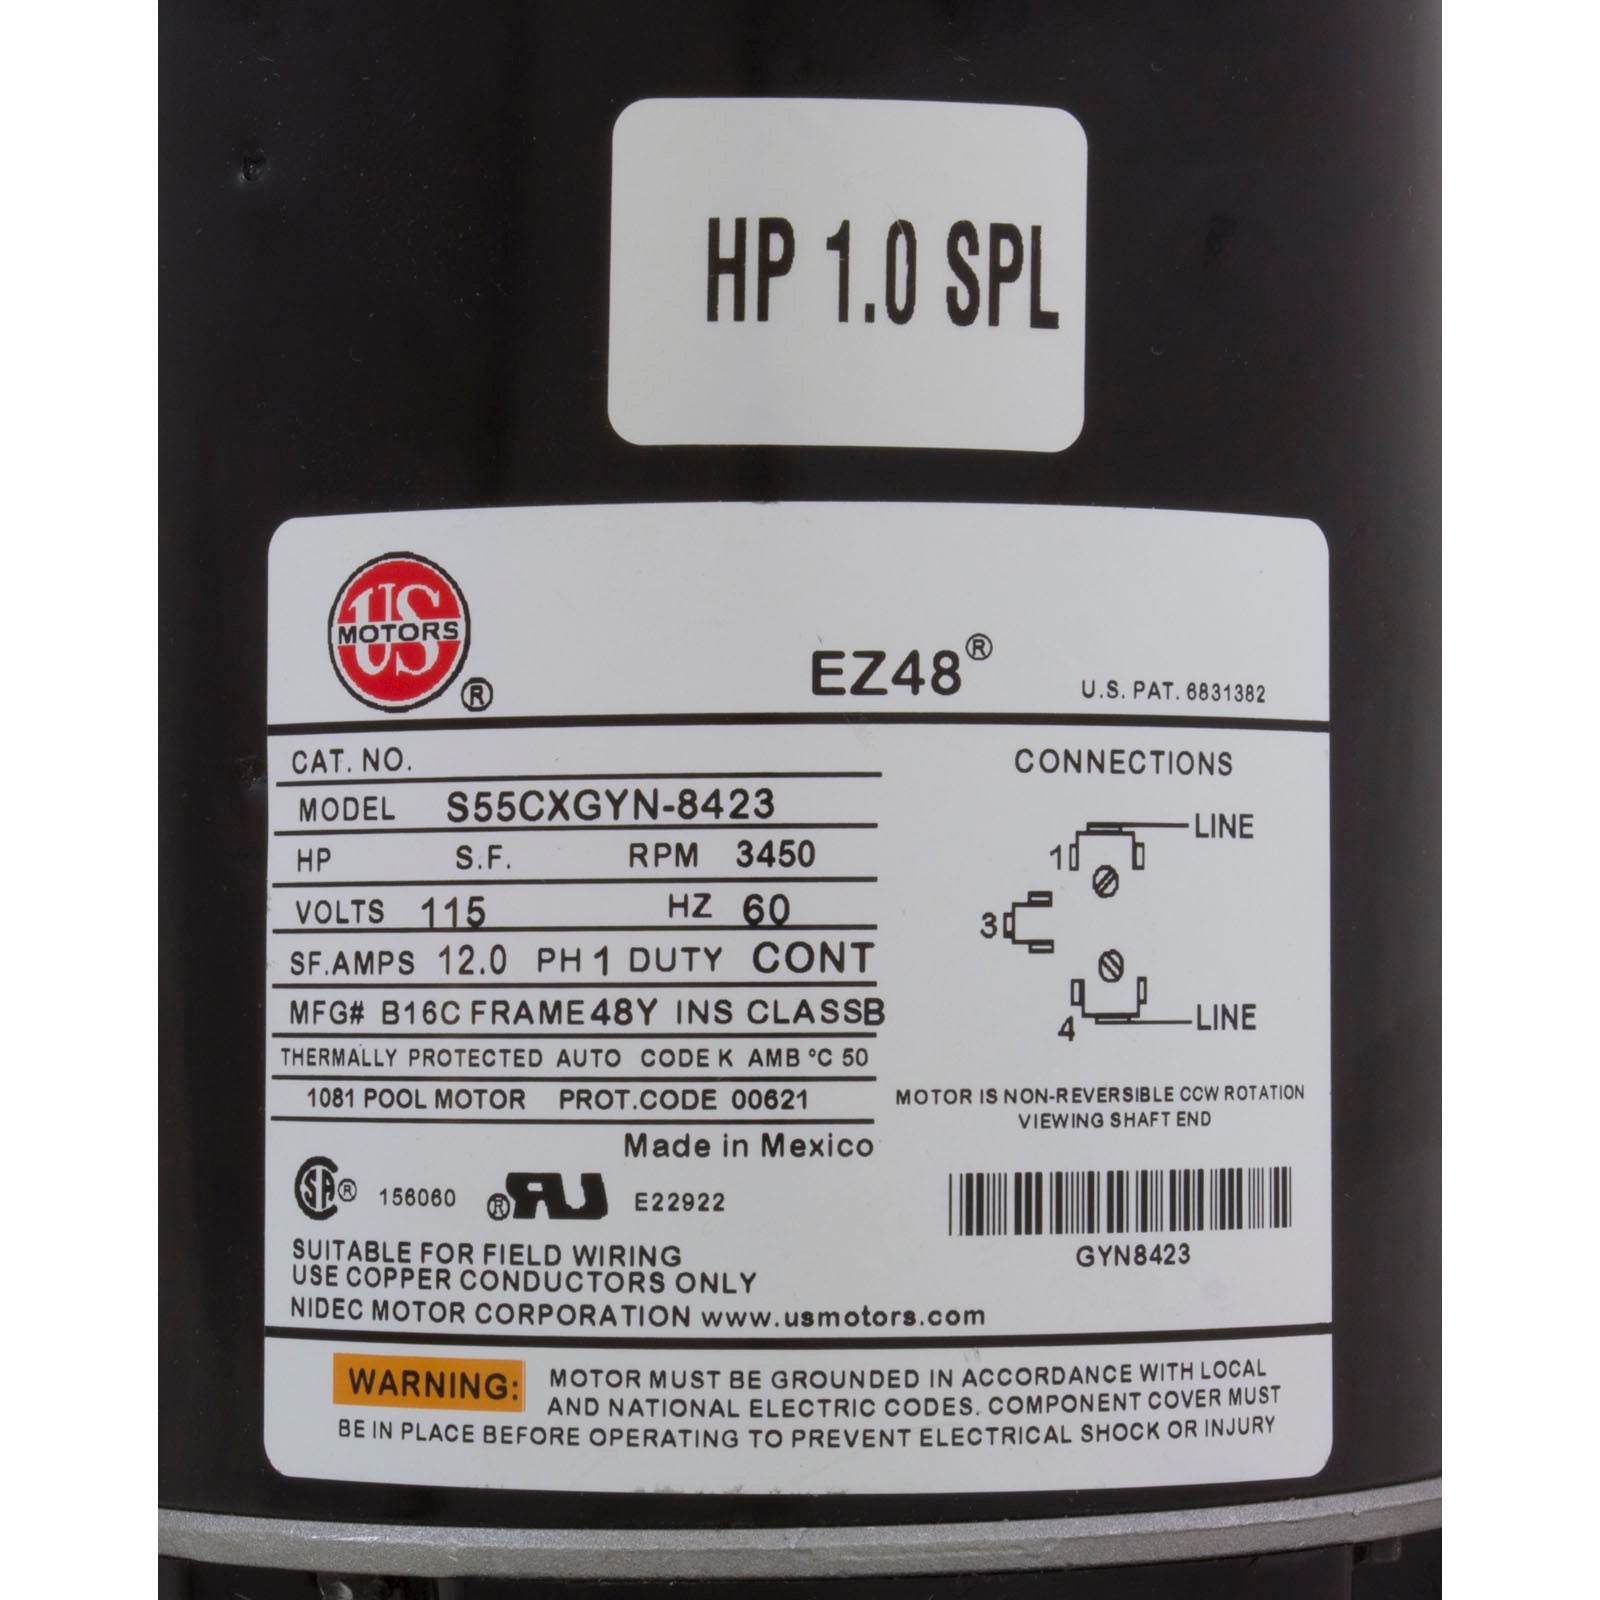 HP 1.0 SPL
US
MOTORS
®
EZ48®
U.S. PAT. 6831382
CAT. NO.
MODEL S55CXGYN-8423
HP S.F. RPM 3450
VOLTS 115 HZ 60
SF.AMPS 12.0 PH 1 DUTY CONT
MFG# B16C FRAME 48Y INS CLASS B
THERMALLY PROTECTED AUTO CODE K AMB °C 50
1081 POOL MOTOR PROT.CODE 00621
Made in Mexico
CONNECTIONS
LINE
1
3
4
LINE
MOTOR IS NON-REVERSIBLE CCW ROTATION
VIEWING SHAFT END
SA® 156060 ®RU E22922
GYN8423
SUITABLE FOR FIELD WIRING
USE COPPER CONDUCTORS ONLY
NIDEC MOTOR CORPORATION www.usmotors.com
WARNING: MOTOR MUST BE GROUNDED IN ACCORDANCE WITH LOCAL
AND NATIONAL ELECTRIC CODES. COMPONENT COVER MUST
BE IN PLACE BEFORE OPERATING TO PREVENT ELECTRICAL SHOCK OR INJURY